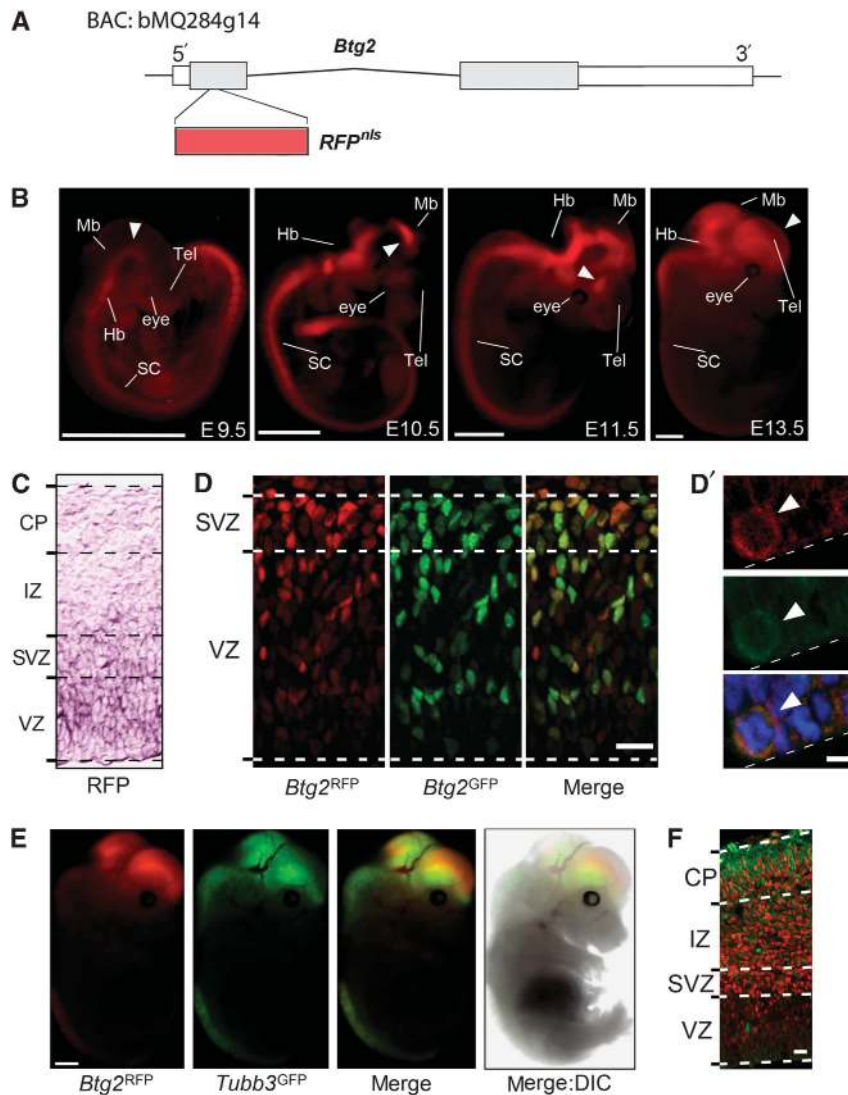 A
BAC: bMQ284g14
5′
Btg2
3′
RFPnls
B
Mb
Tel
Hb
eye
SC
E9.5
Hb
Mb
eye
SC
Tel
E10.5
Hb
Mb
eye
SC
Tel
E11.5
Mb
Hb
eye
Tel
SC
E13.5
C
CP
IZ
SVZ
VZ
RFP
D
SVZ
VZ
Btg2RFP
Btg2GFP
Merge
D′
E
Btg2RFP
Tubb3GFP
Merge
Merge:DIC
F
CP
IZ
SVZ
VZ